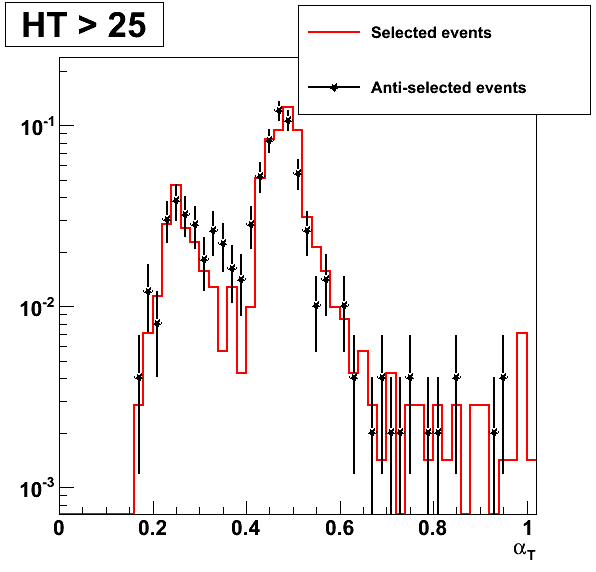 HT > 25
Selected events
Anti-selected events
10-1
10-2
10-3
0 0.2 0.4 0.6 0.8 1
αT